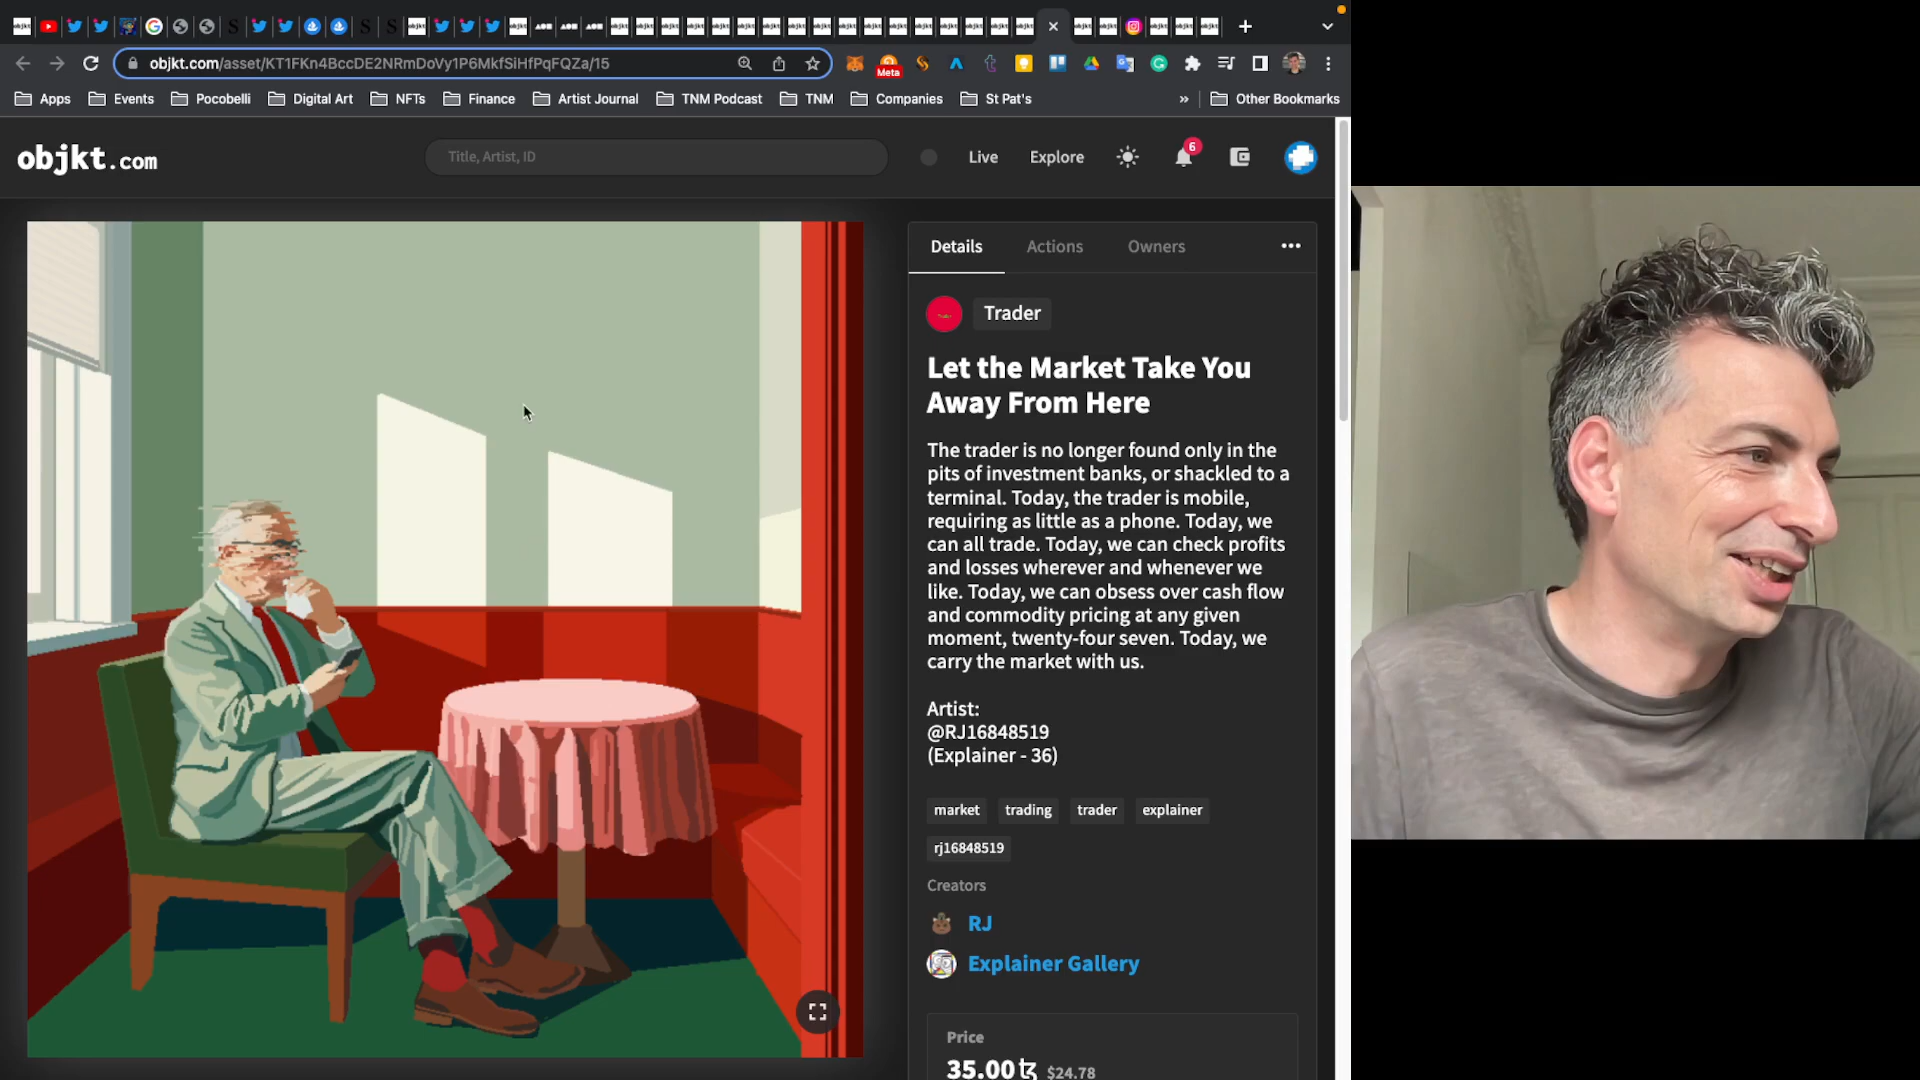 objkt.com/asset/KT1FKn4BccDE2NRmDoVy1P6MkfSiHfPqFQZa/15
Meta
Apps
Events
Pocobelli
Digital Art
NFTs
Finance
Artist Journal
TNM Podcast
TNM
Companies
St Pat's
»
Other Bookmarks
objkt.com
Title, Artist, ID
Live
Explore
6
Details
Actions
Owners
Trader
Let the Market Take You
Away From Here
The trader is no longer found only in the
pits of investment banks, or shackled to a
terminal. Today, the trader is mobile,
requiring as little as a phone. Today, we
can all trade. Today, we can check profits
and losses wherever and whenever we
like. Today, we can obsess over cash flow
and commodity pricing at any given
moment, twenty-four seven. Today, we
carry the market with us.
Artist:
@RJ16848519
(Explainer - 36)
market
trading
trader
explainer
rj16848519
Creators
RJ
Explainer Gallery
Price
35.00ꜩ $24.78